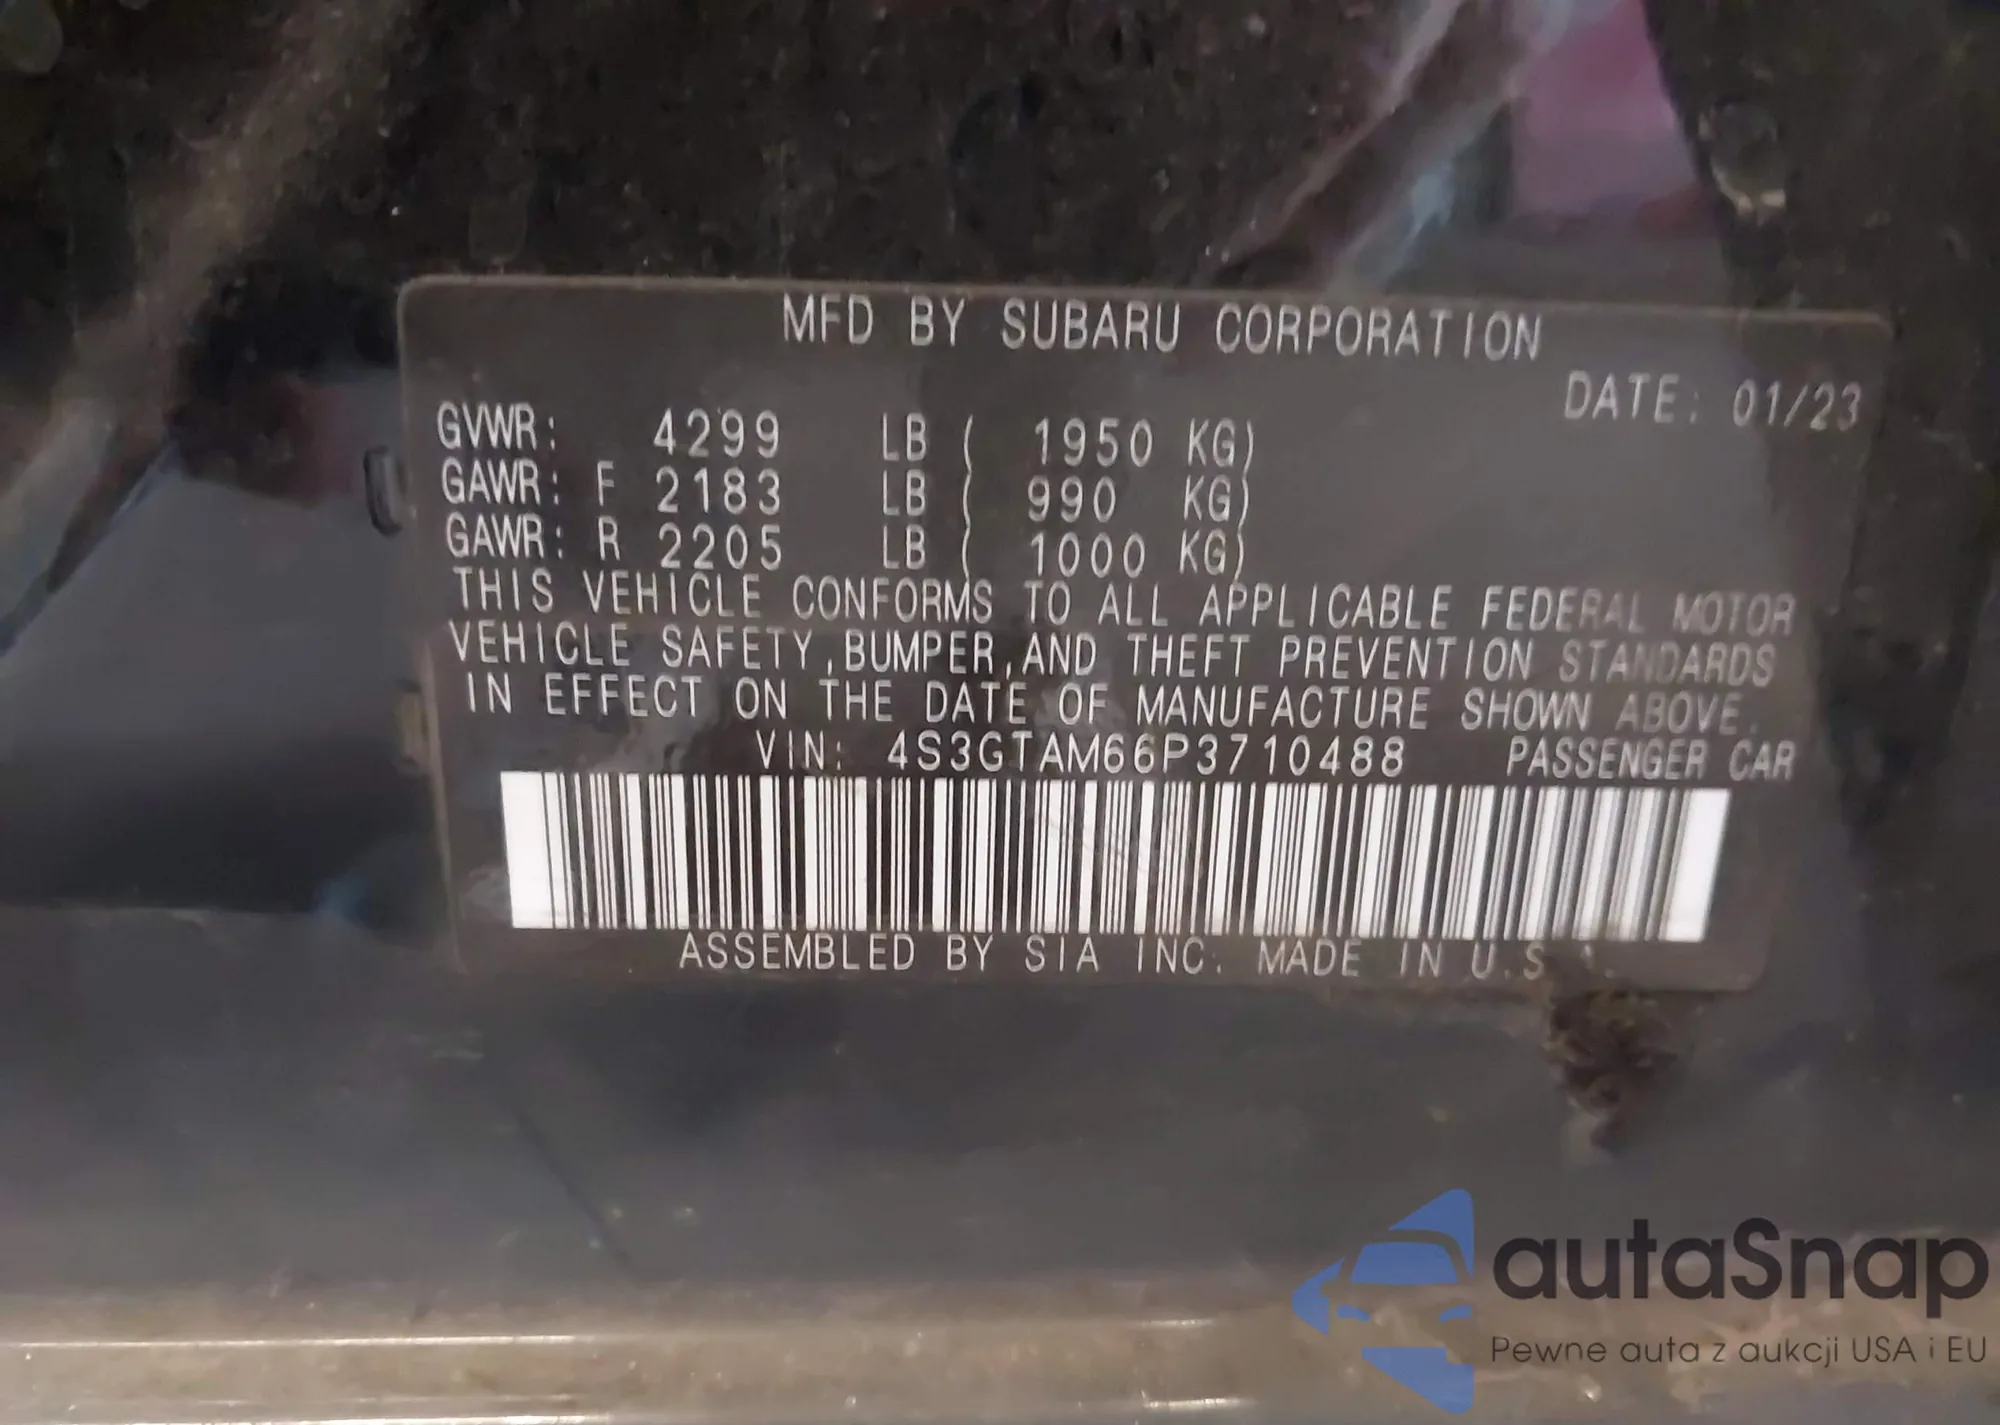 MFD BY SUBARU CORPORATION
DATE: 01/23
GVWR: 4299 LB ( 1950 KG)
GAWR: F 2183 LB ( 990 KG)
GAWR: R 2205 LB ( 1000 KG)
THIS VEHICLE CONFORMS TO ALL APPLICABLE FEDERAL MOTOR
VEHICLE SAFETY,BUMPER,AND THEFT PREVENTION STANDARDS
IN EFFECT ON THE DATE OF MANUFACTURE SHOWN ABOVE.
VIN: 4S3GTAM66P3710488 PASSENGER CAR
ASSEMBLED BY SIA INC. MADE IN U.S.A.
autaSnap
Pewne auta z aukcji USA i EU